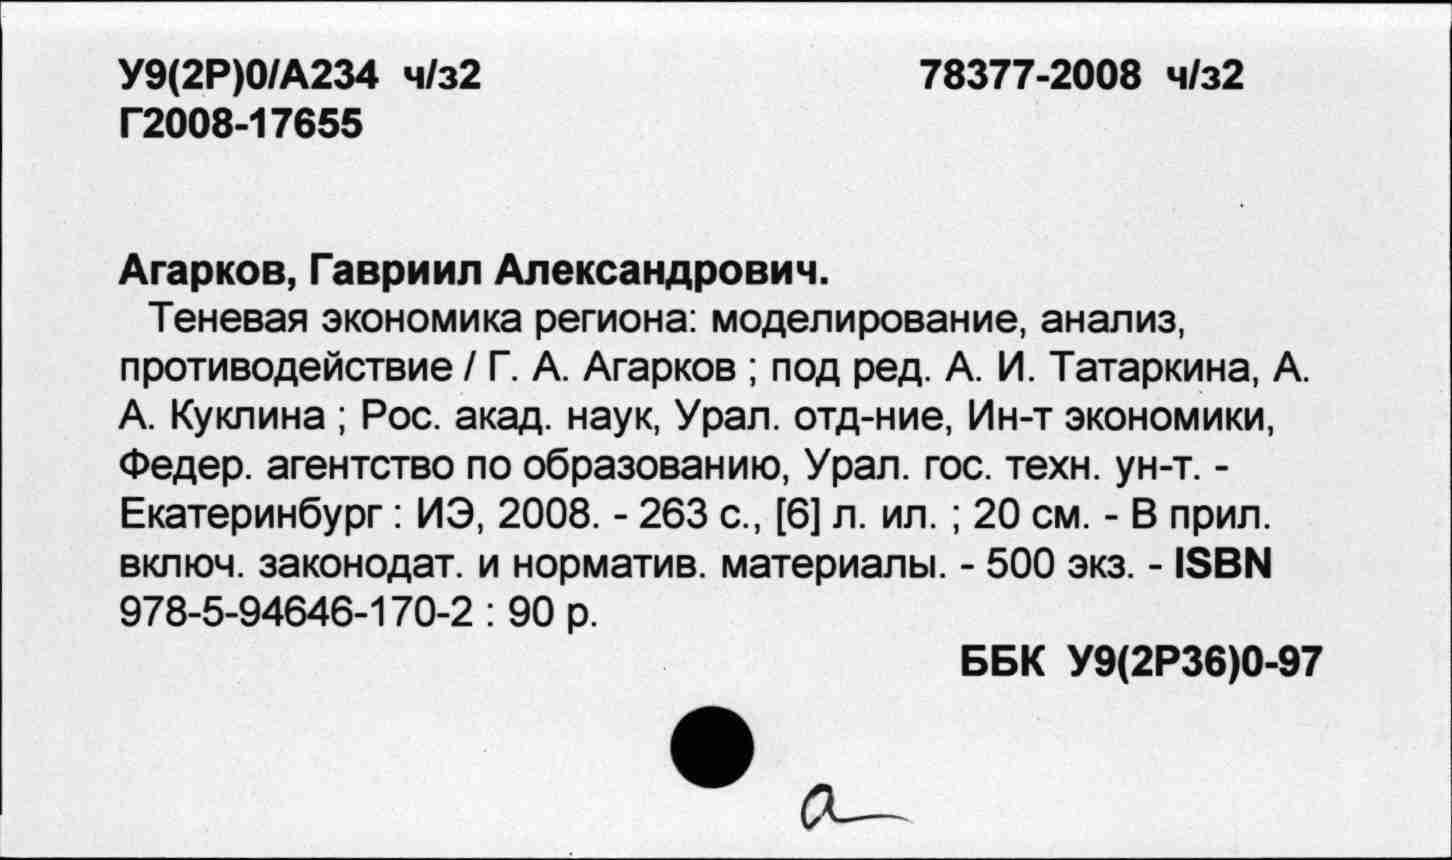 У9(2Р)0/А234 ч/з2 78377-2008 ч/з2
Г2008-17655
Агарков, Гавриил Александрович.
Теневая экономика региона: моделирование, анализ,
противодействие / Г. А. Агарков ; под ред. А. И. Татаркина, А.
А. Куклина ; Рос. акад. наук, Урал. отд-ние, Ин-т экономики,
Федер. агентство по образованию, Урал. гос. техн. ун-т. -
Екатеринбург : ИЭ, 2008. - 263 с., [6] л. ил. ; 20 см. - В прил.
включ. законодат. и норматив. материалы. - 500 экз. - ISBN
978-5-94646-170-2 : 90 р.
ББК У9(2Р36)0-97
а